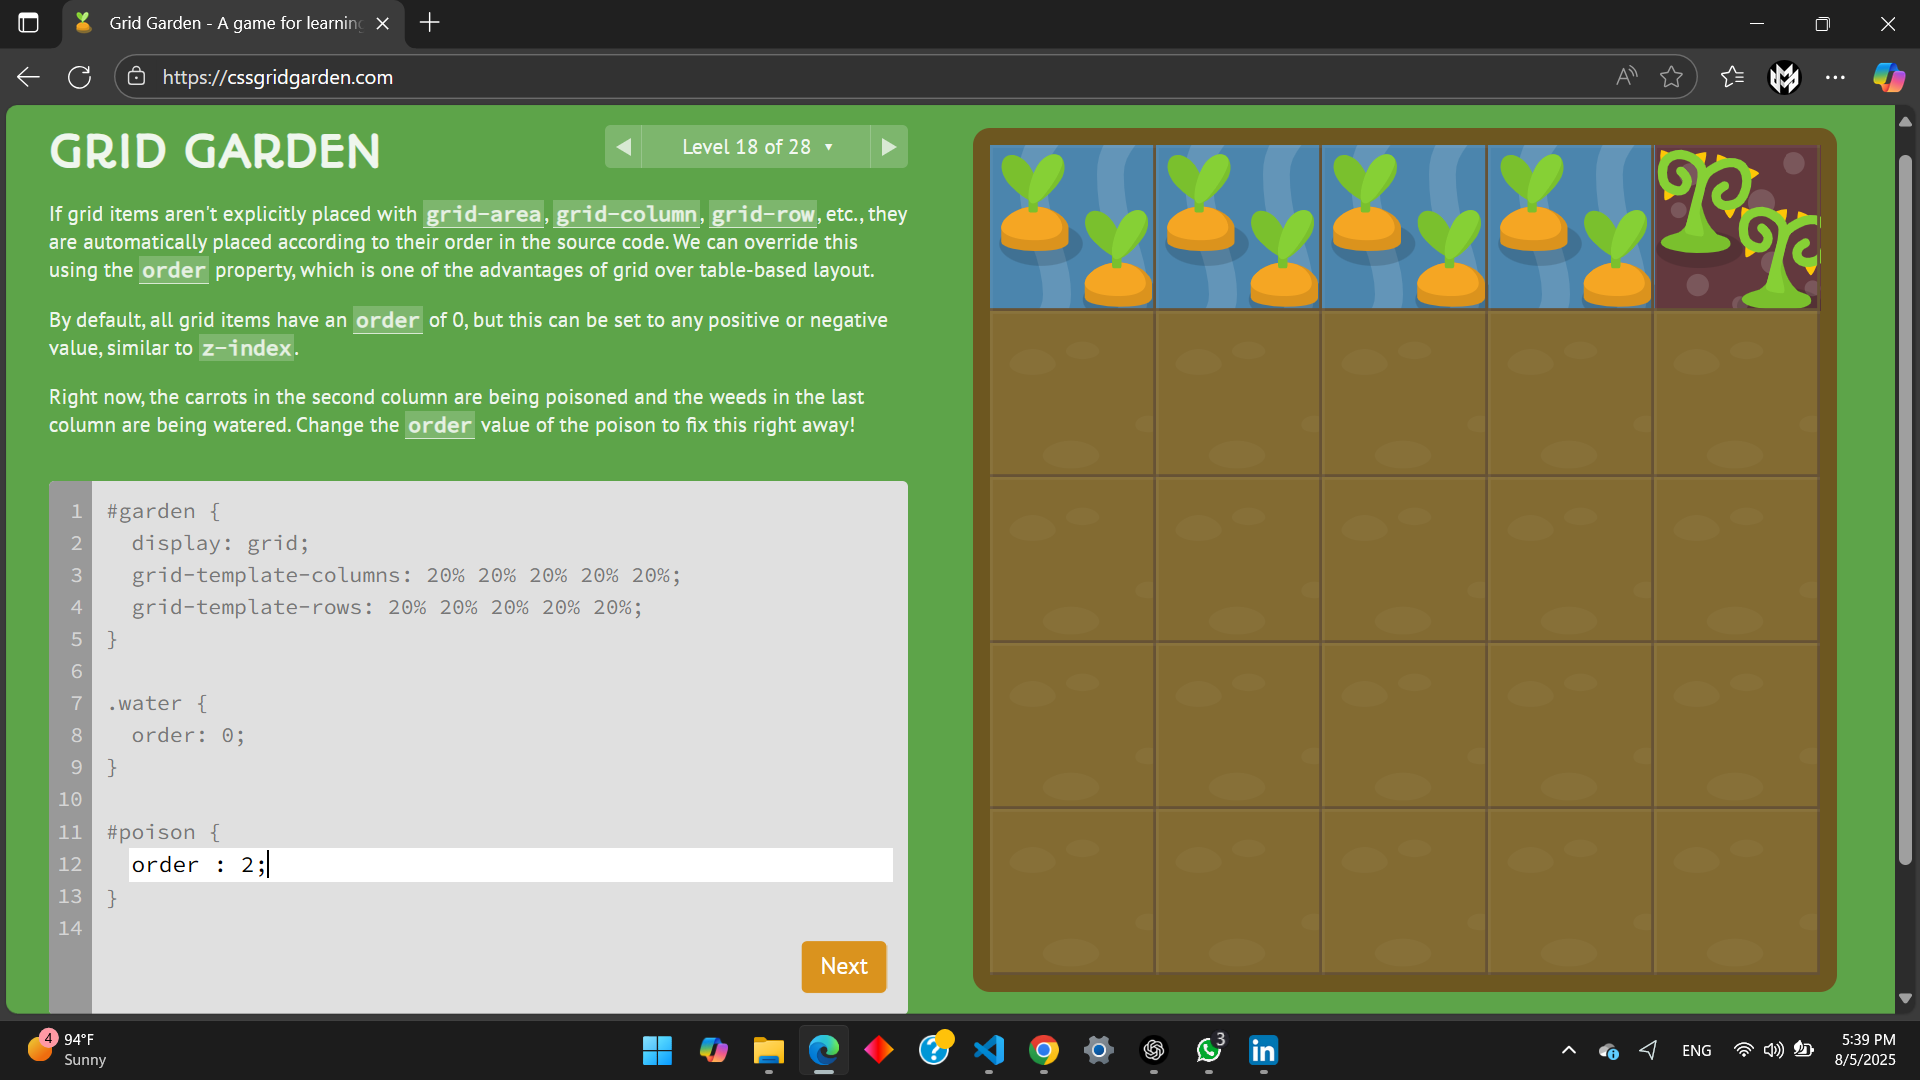 Grid Garden - A game for learning
https://cssgridgarden.com
GRID GARDEN
Level 18 of 28
If grid items aren't explicitly placed with grid-area, grid-column, grid-row, etc., they
are automatically placed according to their order in the source code. We can override this
using the order property, which is one of the advantages of grid over table-based layout.
By default, all grid items have an order of 0, but this can be set to any positive or negative
value, similar to z-index.
Right now, the carrots in the second column are being poisoned and the weeds in the last
column are being watered. Change the order value of the poison to fix this right away!
1 #garden {
2 display: grid;
3 grid-template-columns: 20% 20% 20% 20% 20%;
4 grid-template-rows: 20% 20% 20% 20% 20%;
5 }
6
7 .water {
8 order: 0;
9 }
10
11 #poison {
12 order : 2;
13 }
14
Next
4
94°F
Sunny
3
ENG
5:39 PM
8/5/2025